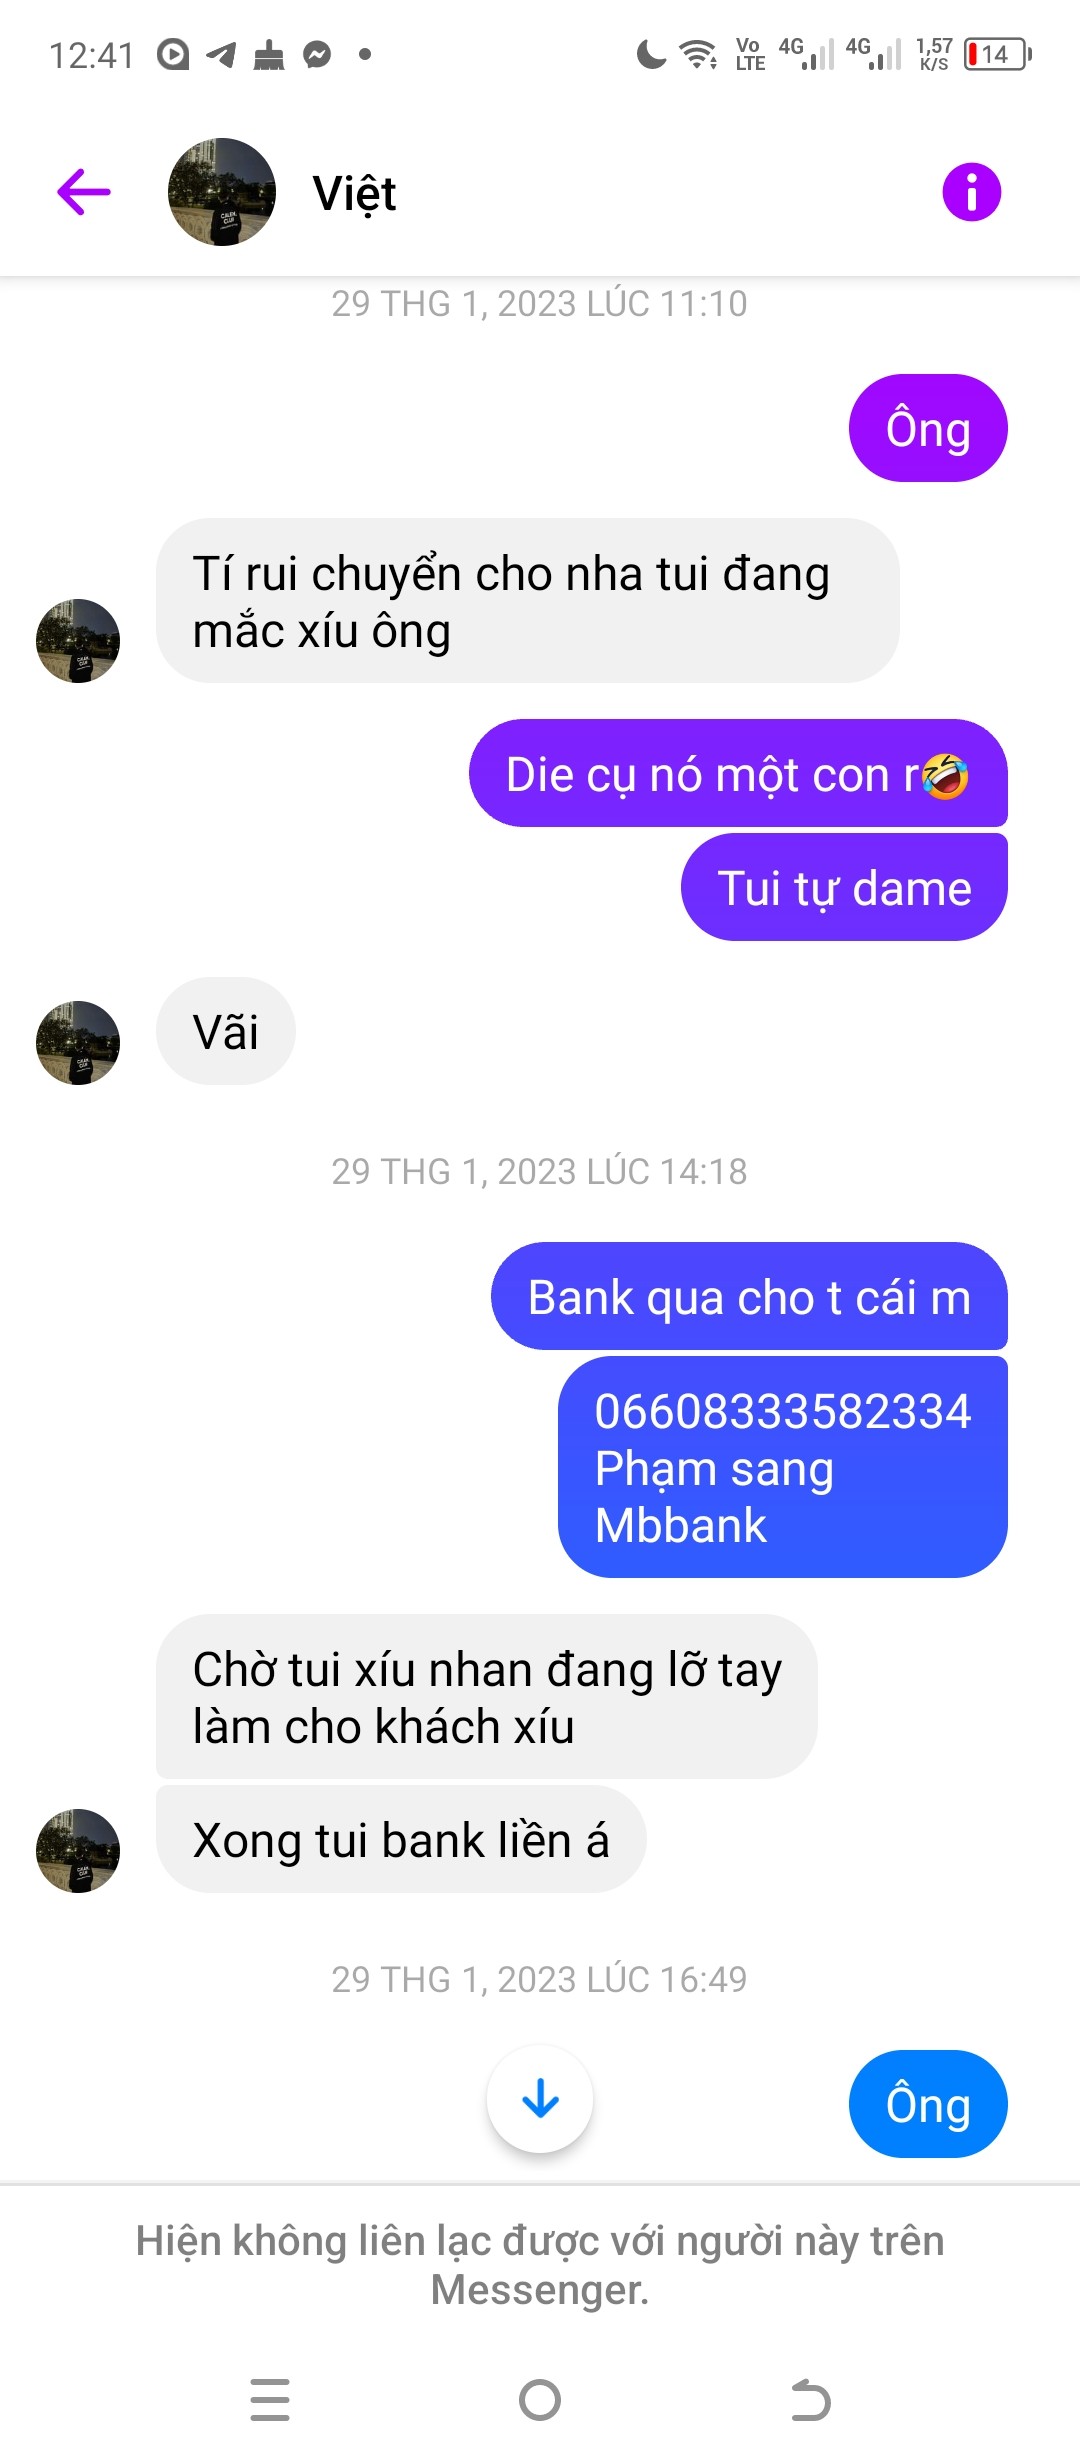 12:41
Vo
LTE
4G
4G
1,57
K/S
14
Việt
29 THG 1, 2023 LÚC 11:10
Ông
Tí rui chuyển cho nha tui đang
mắc xíu ông
Die cụ nó một con r🤣
Tui tự dame
Vãi
29 THG 1, 2023 LÚC 14:18
Bank qua cho t cái m
06608333582334
Phạm sang
Mbbank
Chờ tui xíu nhan đang lỡ tay
làm cho khách xíu
Xong tui bank liền á
29 THG 1, 2023 LÚC 16:49
Ông
Hiện không liên lạc được với người này trên
Messenger.